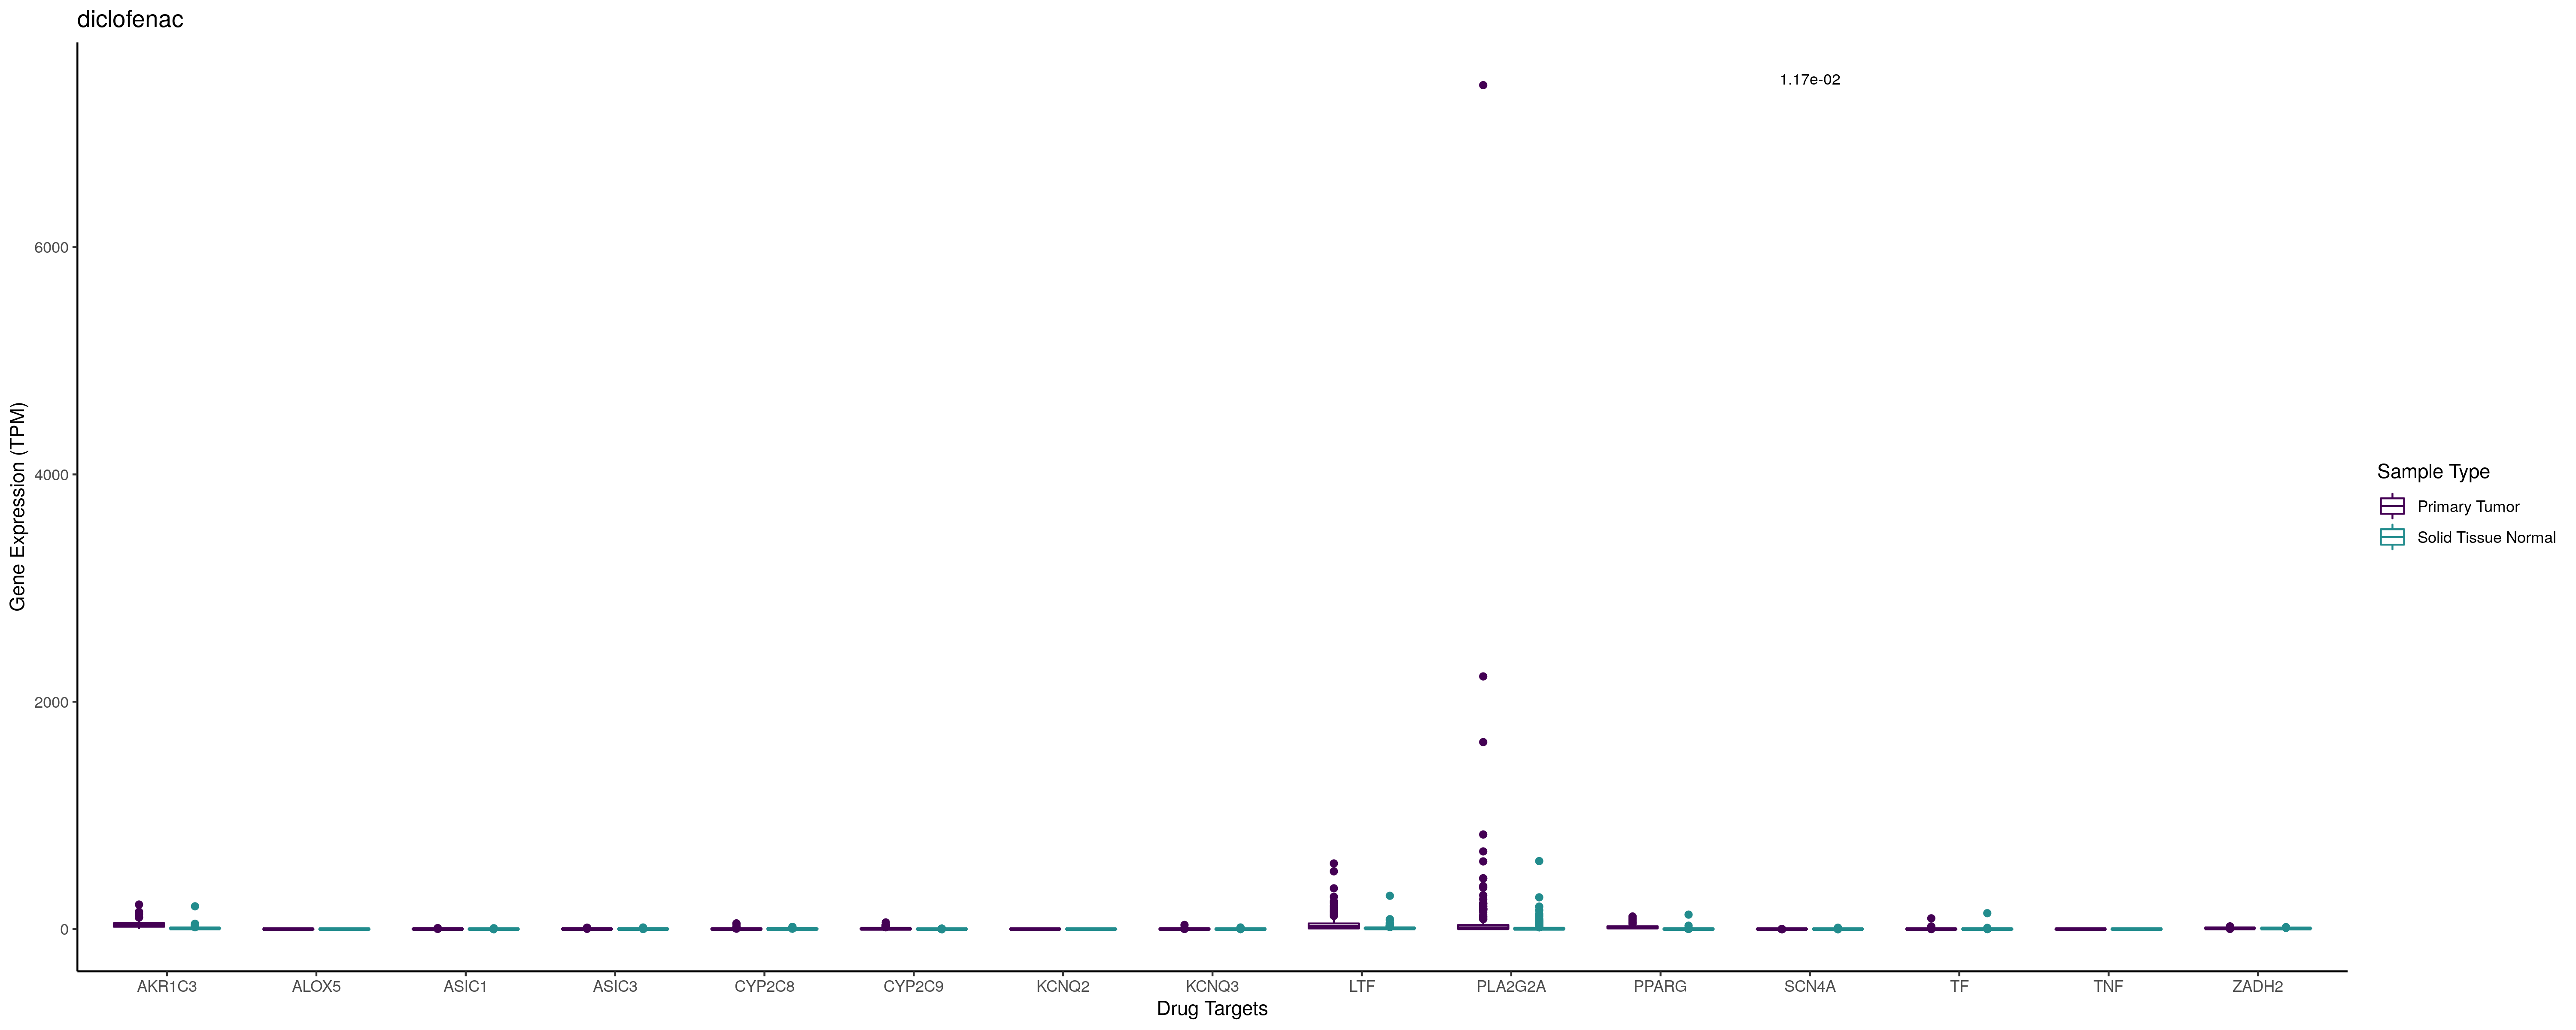 diclofenac
1.17e-02
6000
4000
2000
0
Gene Expression (TPM)
AKR1C3 ALOX5 ASIC1 ASIC3 CYP2C8 CYP2C9 KCNQ2 KCNQ3 LTF PLA2G2A PPARG SCN4A TF TNF ZADH2
Drug Targets
Sample Type
Primary Tumor
Solid Tissue Normal